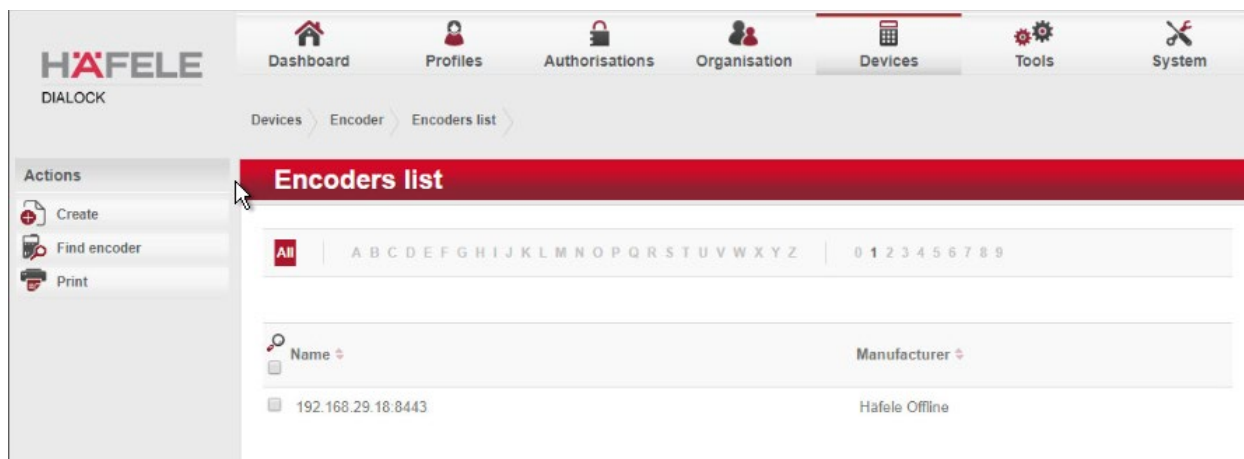 HÄFELE
DIALOCK
Dashboard Profiles Authorisations Organisation Devices Tools System
Devices Encoder Encoders list
Actions
Create
Find encoder
Print
Encoders list
All A B C D E F G H I J K L M N O P Q R S T U V W X Y Z 0 1 2 3 4 5 6 7 8 9
Name Manufacturer
192.168.29.18:8443 Häfele Offline